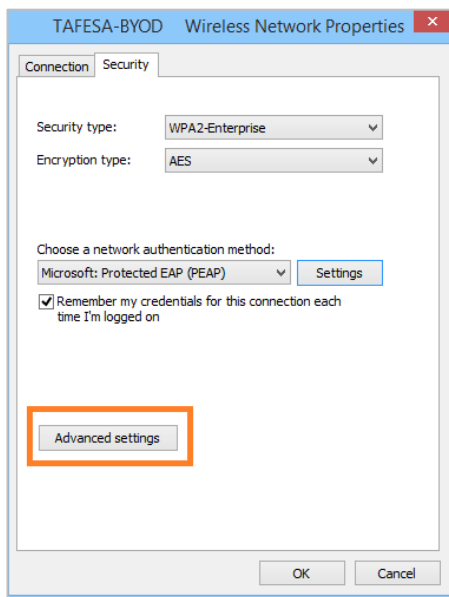 TAFESA-BYOD Wireless Network Properties
Connection Security
Security type: WPA2-Enterprise
Encryption type: AES
Choose a network authentication method:
Microsoft: Protected EAP (PEAP) Settings
Remember my credentials for this connection each
time I'm logged on
Advanced settings
OK Cancel